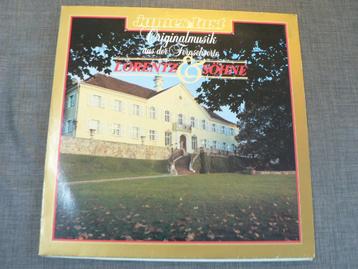 James Last
Originalmusik
aus der Fernsehserie
LORENTZ & SÖHNE